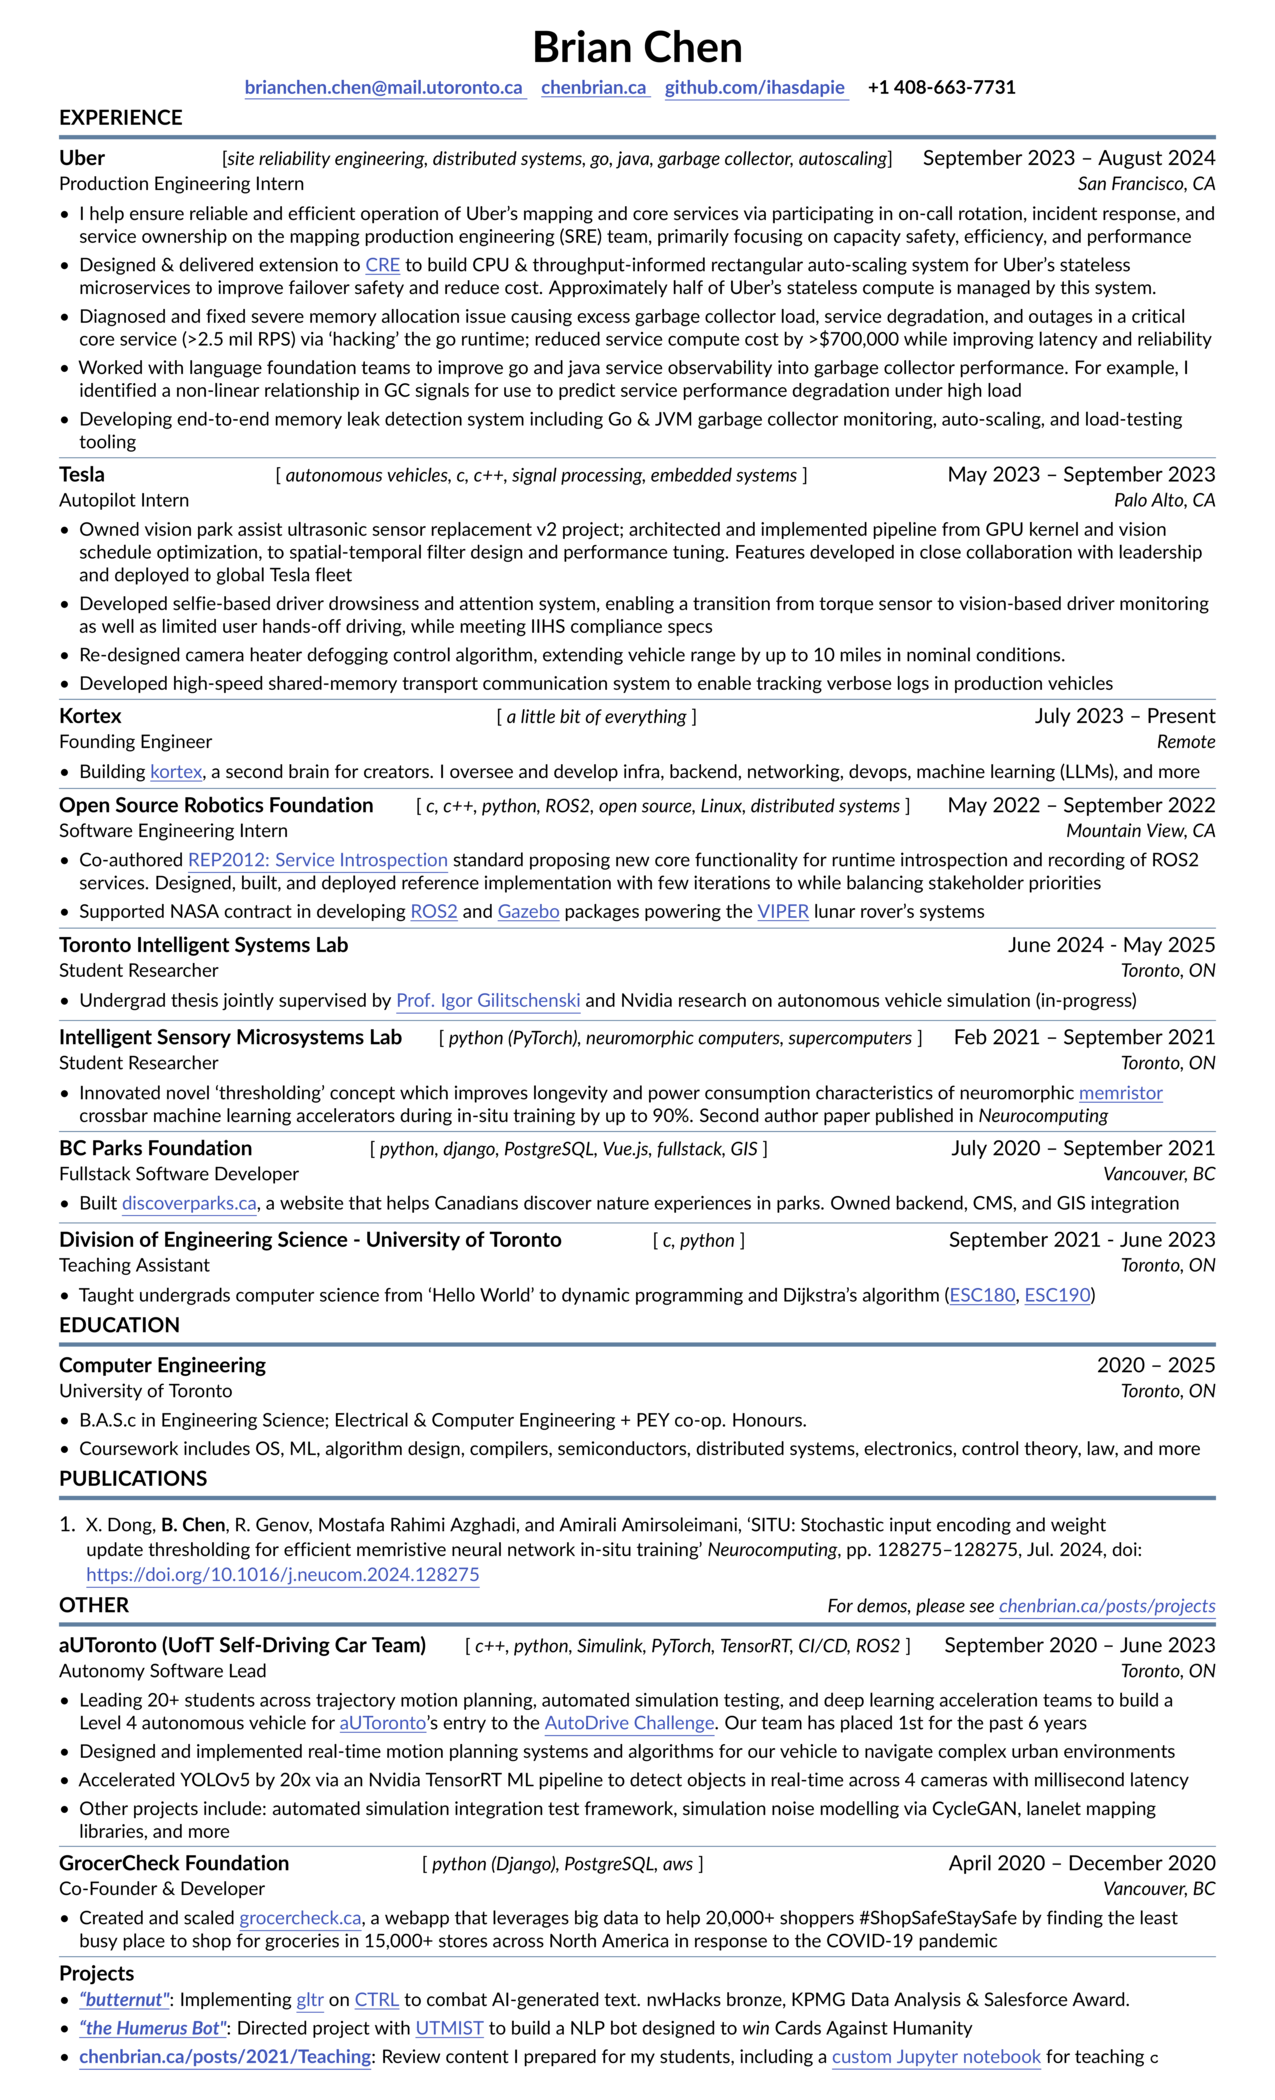 Brian Chen
brianchen.chen@mail.utoronto.ca chenbrian.ca github.com/ihasdapie +1 408-663-7731
EXPERIENCE
Uber [site reliability engineering, distributed systems, go, java, garbage collector, autoscaling] September 2023 – August 2024
Production Engineering Intern San Francisco, CA
• I help ensure reliable and efficient operation of Uber’s mapping and core services via participating in on-call rotation, incident response, and
service ownership on the mapping production engineering (SRE) team, primarily focusing on capacity safety, efficiency, and performance
• Designed & delivered extension to CRE to build CPU & throughput-informed rectangular auto-scaling system for Uber’s stateless
microservices to improve failover safety and reduce cost. Approximately half of Uber’s stateless compute is managed by this system.
• Diagnosed and fixed severe memory allocation issue causing excess garbage collector load, service degradation, and outages in a critical
core service (>2.5 mil RPS) via ‘hacking’ the go runtime; reduced service compute cost by >$700,000 while improving latency and reliability
• Worked with language foundation teams to improve go and java service observability into garbage collector performance. For example, I
identified a non-linear relationship in GC signals for use to predict service performance degradation under high load
• Developing end-to-end memory leak detection system including Go & JVM garbage collector monitoring, auto-scaling, and load-testing
tooling
Tesla [ autonomous vehicles, c, c++, signal processing, embedded systems ] May 2023 – September 2023
Autopilot Intern Palo Alto, CA
• Owned vision park assist ultrasonic sensor replacement v2 project; architected and implemented pipeline from GPU kernel and vision
schedule optimization, to spatial-temporal filter design and performance tuning. Features developed in close collaboration with leadership
and deployed to global Tesla fleet
• Developed selfie-based driver drowsiness and attention system, enabling a transition from torque sensor to vision-based driver monitoring
as well as limited user hands-off driving, while meeting IIHS compliance specs
• Re-designed camera heater defogging control algorithm, extending vehicle range by up to 10 miles in nominal conditions.
• Developed high-speed shared-memory transport communication system to enable tracking verbose logs in production vehicles
Kortex [ a little bit of everything ] July 2023 – Present
Founding Engineer Remote
• Building kortex, a second brain for creators. I oversee and develop infra, backend, networking, devops, machine learning (LLMs), and more
Open Source Robotics Foundation [ c, c++, python, ROS2, open source, Linux, distributed systems ] May 2022 – September 2022
Software Engineering Intern Mountain View, CA
• Co-authored REP2012: Service Introspection standard proposing new core functionality for runtime introspection and recording of ROS2
services. Designed, built, and deployed reference implementation with few iterations to while balancing stakeholder priorities
• Supported NASA contract in developing ROS2 and Gazebo packages powering the VIPER lunar rover’s systems
Toronto Intelligent Systems Lab June 2024 - May 2025
Student Researcher Toronto, ON
• Undergrad thesis jointly supervised by Prof. Igor Gilitschenski and Nvidia research on autonomous vehicle simulation (in-progress)
Intelligent Sensory Microsystems Lab [ python (PyTorch), neuromorphic computers, supercomputers ] Feb 2021 – September 2021
Student Researcher Toronto, ON
• Innovated novel ‘thresholding’ concept which improves longevity and power consumption characteristics of neuromorphic memristor
crossbar machine learning accelerators during in-situ training by up to 90%. Second author paper published in Neurocomputing
BC Parks Foundation [ python, django, PostgreSQL, Vue.js, fullstack, GIS ] July 2020 – September 2021
Fullstack Software Developer Vancouver, BC
• Built discoverparks.ca, a website that helps Canadians discover nature experiences in parks. Owned backend, CMS, and GIS integration
Division of Engineering Science - University of Toronto [ c, python ] September 2021 - June 2023
Teaching Assistant Toronto, ON
• Taught undergrads computer science from ‘Hello World’ to dynamic programming and Dijkstra’s algorithm (ESC180, ESC190)
EDUCATION
Computer Engineering 2020 – 2025
University of Toronto Toronto, ON
• B.A.S.c in Engineering Science; Electrical & Computer Engineering + PEY co-op. Honours.
• Coursework includes OS, ML, algorithm design, compilers, semiconductors, distributed systems, electronics, control theory, law, and more
PUBLICATIONS
1. X. Dong, B. Chen, R. Genov, Mostafa Rahimi Azghadi, and Amirali Amirsoleimani, ‘SITU: Stochastic input encoding and weight
update thresholding for efficient memristive neural network in-situ training’ Neurocomputing, pp. 128275–128275, Jul. 2024, doi:
https://doi.org/10.1016/j.neucom.2024.128275
OTHER For demos, please see chenbrian.ca/posts/projects
aUToronto (UofT Self-Driving Car Team) [ c++, python, Simulink, PyTorch, TensorRT, CI/CD, ROS2 ] September 2020 – June 2023
Autonomy Software Lead Toronto, ON
• Leading 20+ students across trajectory motion planning, automated simulation testing, and deep learning acceleration teams to build a
Level 4 autonomous vehicle for aUToronto’s entry to the AutoDrive Challenge. Our team has placed 1st for the past 6 years
• Designed and implemented real-time motion planning systems and algorithms for our vehicle to navigate complex urban environments
• Accelerated YOLOv5 by 20x via an Nvidia TensorRT ML pipeline to detect objects in real-time across 4 cameras with millisecond latency
• Other projects include: automated simulation integration test framework, simulation noise modelling via CycleGAN, lanelet mapping
libraries, and more
GrocerCheck Foundation [ python (Django), PostgreSQL, aws ] April 2020 – December 2020
Co-Founder & Developer Vancouver, BC
• Created and scaled grocercheck.ca, a webapp that leverages big data to help 20,000+ shoppers #ShopSafeStaySafe by finding the least
busy place to shop for groceries in 15,000+ stores across North America in response to the COVID-19 pandemic
Projects
• “butternut": Implementing gltr on CTRL to combat AI-generated text. nwHacks bronze, KPMG Data Analysis & Salesforce Award.
• “the Humerus Bot": Directed project with UTMIST to build a NLP bot designed to win Cards Against Humanity
• chenbrian.ca/posts/2021/Teaching: Review content I prepared for my students, including a custom Jupyter notebook for teaching c